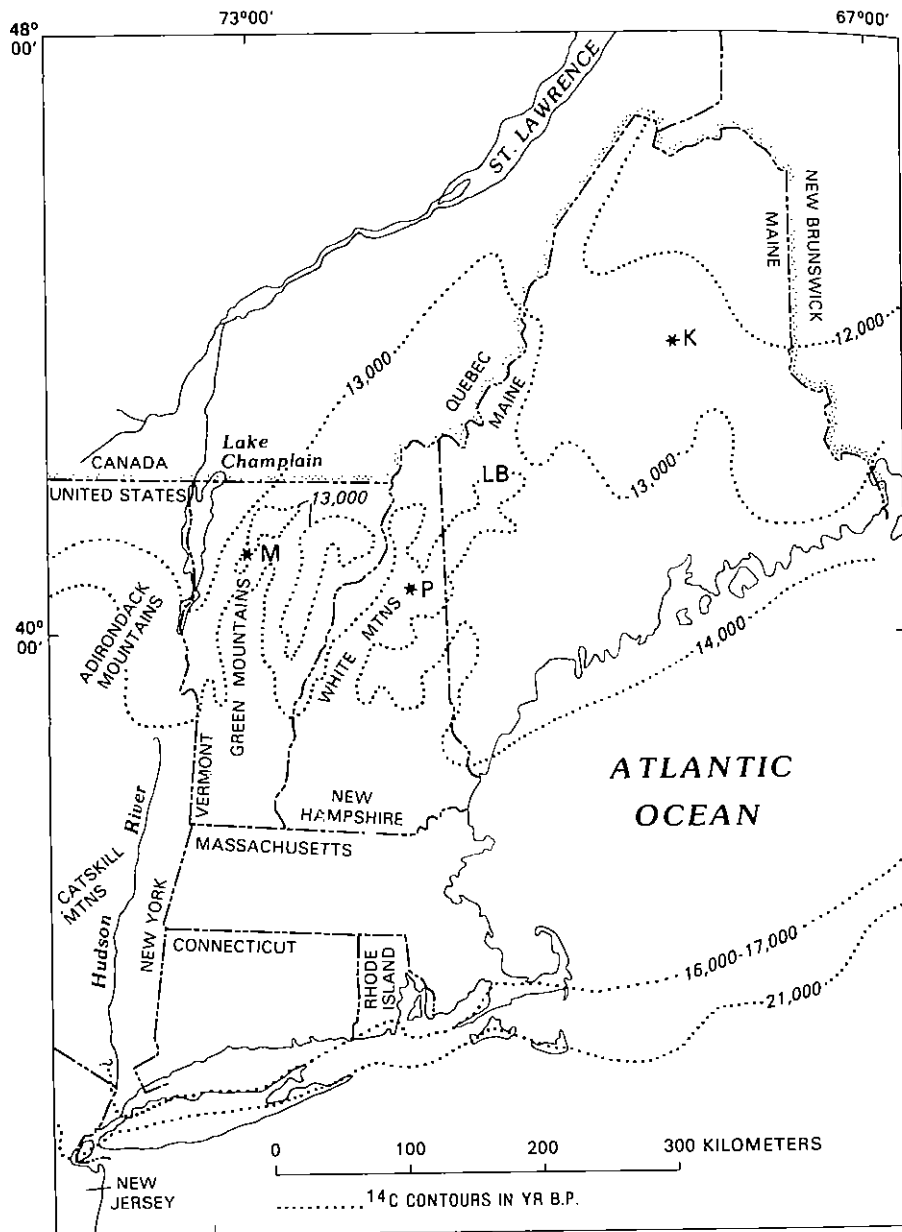 73°00'
67°00'
48°
00'
ST. LAWRENCE
NEW BRUNSWICK
MAINE
12,000
K
13,000
QUEBEC
MAINE
Lake
Champlain
CANADA
UNITED STATES
13,000
LB
13,000
M
P
ADIRONDACK
MOUNTAINS
GREEN MOUNTAINS
WHITE MTNS
40°
00'
14,000
VERMONT
NEW
HAMPSHIRE
ATLANTIC
OCEAN
MASSACHUSETTS
CATSKILL
MTNS
Hudson River
NEW YORK
CONNECTICUT
RHODE
ISLAND
16,000-17,000
21,000
0 100 200 300 KILOMETERS
NEW
JERSEY
14C CONTOURS IN YR B.P.